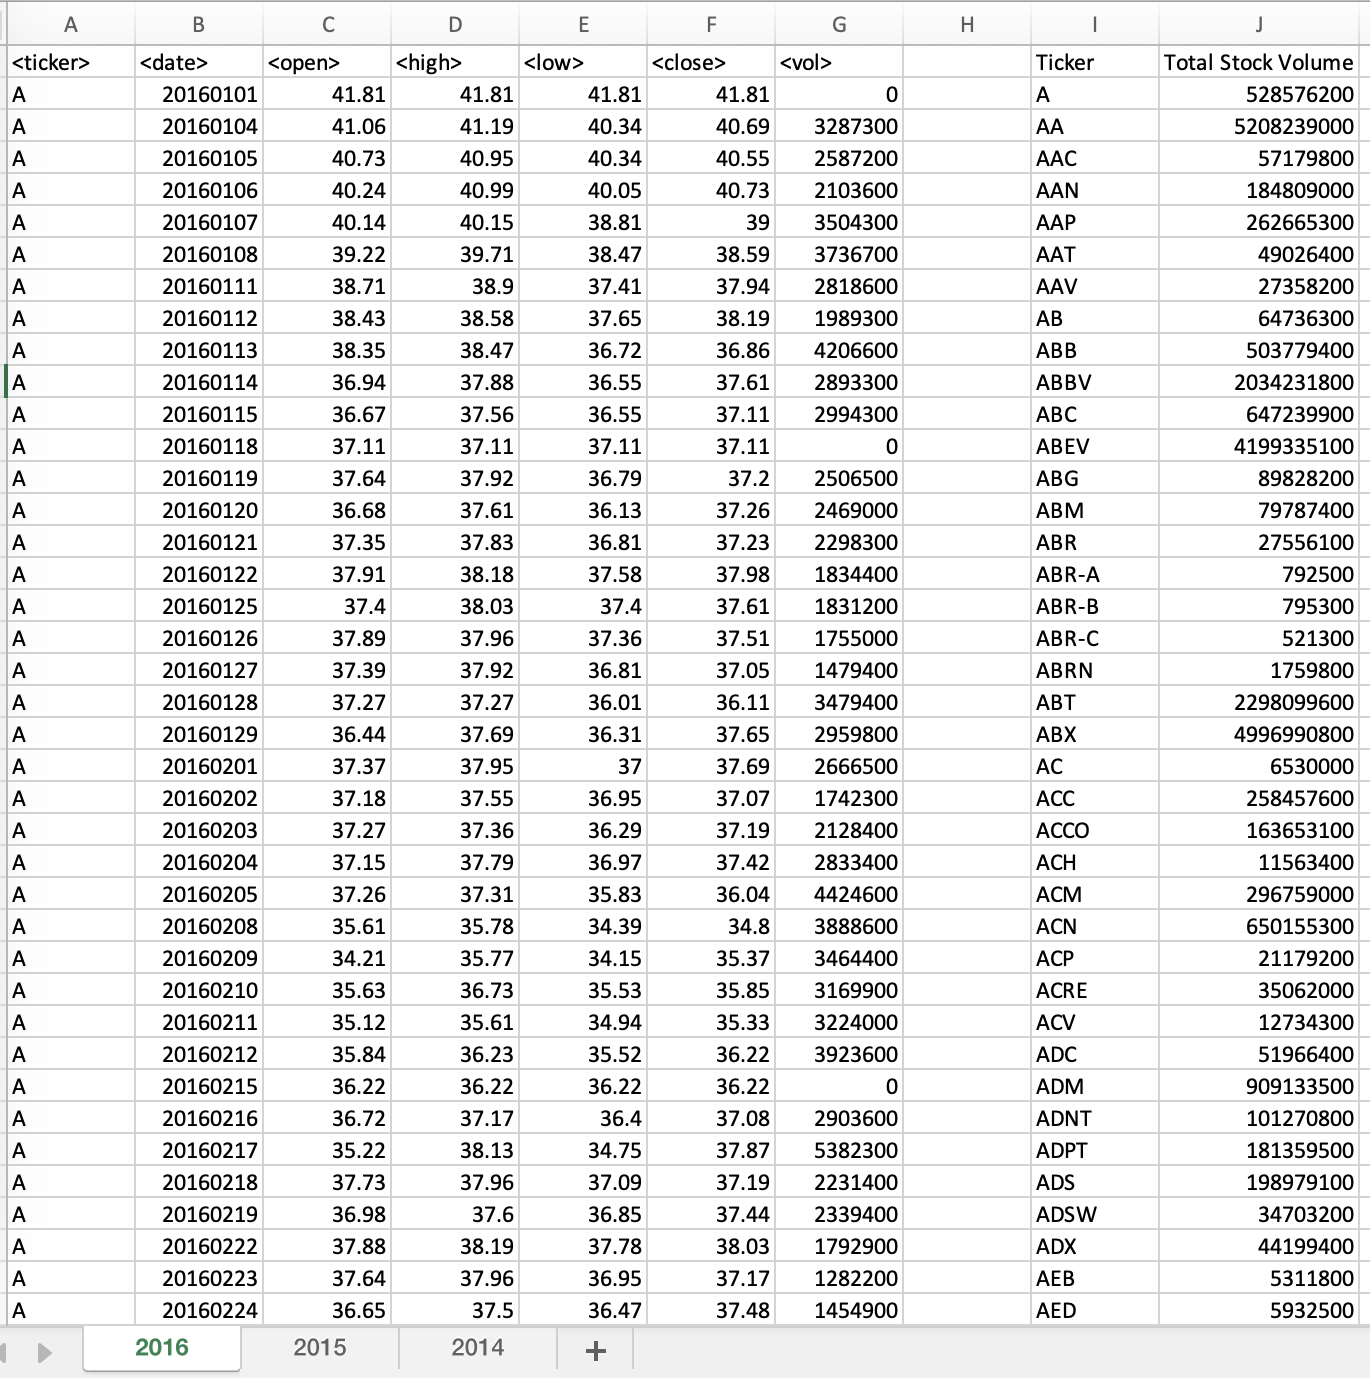 A B C D E F G H I J
<ticker> <date> <open> <high> <low> <close> <vol> Ticker Total Stock Volume
A 20160101 41.81 41.81 41.81 41.81 0 A 528576200
A 20160104 41.06 41.19 40.34 40.69 3287300 AA 5208239000
A 20160105 40.73 40.95 40.34 40.55 2587200 AAC 57179800
A 20160106 40.24 40.99 40.05 40.73 2103600 AAN 184809000
A 20160107 40.14 40.15 38.81 39 3504300 AAP 262665300
A 20160108 39.22 39.71 38.47 38.59 3736700 AAT 49026400
A 20160111 38.71 38.9 37.41 37.94 2818600 AAV 27358200
A 20160112 38.43 38.58 37.65 38.19 1989300 AB 64736300
A 20160113 38.35 38.47 36.72 36.86 4206600 ABB 503779400
A 20160114 36.94 37.88 36.55 37.61 2893300 ABBV 2034231800
A 20160115 36.67 37.56 36.55 37.11 2994300 ABC 647239900
A 20160118 37.11 37.11 37.11 37.11 0 ABEV 4199335100
A 20160119 37.64 37.92 36.79 37.2 2506500 ABG 89828200
A 20160120 36.68 37.61 36.13 37.26 2469000 ABM 79787400
A 20160121 37.35 37.83 36.81 37.23 2298300 ABR 27556100
A 20160122 37.91 38.18 37.58 37.98 1834400 ABR-A 792500
A 20160125 37.4 38.03 37.4 37.61 1831200 ABR-B 795300
A 20160126 37.89 37.96 37.36 37.51 1755000 ABR-C 521300
A 20160127 37.39 37.92 36.81 37.05 1479400 ABRN 1759800
A 20160128 37.27 37.27 36.01 36.11 3479400 ABT 2298099600
A 20160129 36.44 37.69 36.31 37.65 2959800 ABX 4996990800
A 20160201 37.37 37.95 37 37.69 2666500 AC 6530000
A 20160202 37.18 37.55 36.95 37.07 1742300 ACC 258457600
A 20160203 37.27 37.36 36.29 37.19 2128400 ACCO 163653100
A 20160204 37.15 37.79 36.97 37.42 2833400 ACH 11563400
A 20160205 37.26 37.31 35.83 36.04 4424600 ACM 296759000
A 20160208 35.61 35.78 34.39 34.8 3888600 ACN 650155300
A 20160209 34.21 35.77 34.15 35.37 3464400 ACP 21179200
A 20160210 35.63 36.73 35.53 35.85 3169900 ACRE 35062000
A 20160211 35.12 35.61 34.94 35.33 3224000 ACV 12734300
A 20160212 35.84 36.23 35.52 36.22 3923600 ADC 51966400
A 20160215 36.22 36.22 36.22 36.22 0 ADM 909133500
A 20160216 36.72 37.17 36.4 37.08 2903600 ADNT 101270800
A 20160217 35.22 38.13 34.75 37.87 5382300 ADPT 181359500
A 20160218 37.73 37.96 37.09 37.19 2231400 ADS 198979100
A 20160219 36.98 37.6 36.85 37.44 2339400 ADSW 34703200
A 20160222 37.88 38.19 37.78 38.03 1792900 ADX 44199400
A 20160223 37.64 37.96 36.95 37.17 1282200 AEB 5311800
A 20160224 36.65 37.5 36.47 37.48 1454900 AED 5932500
2016 2015 2014 +